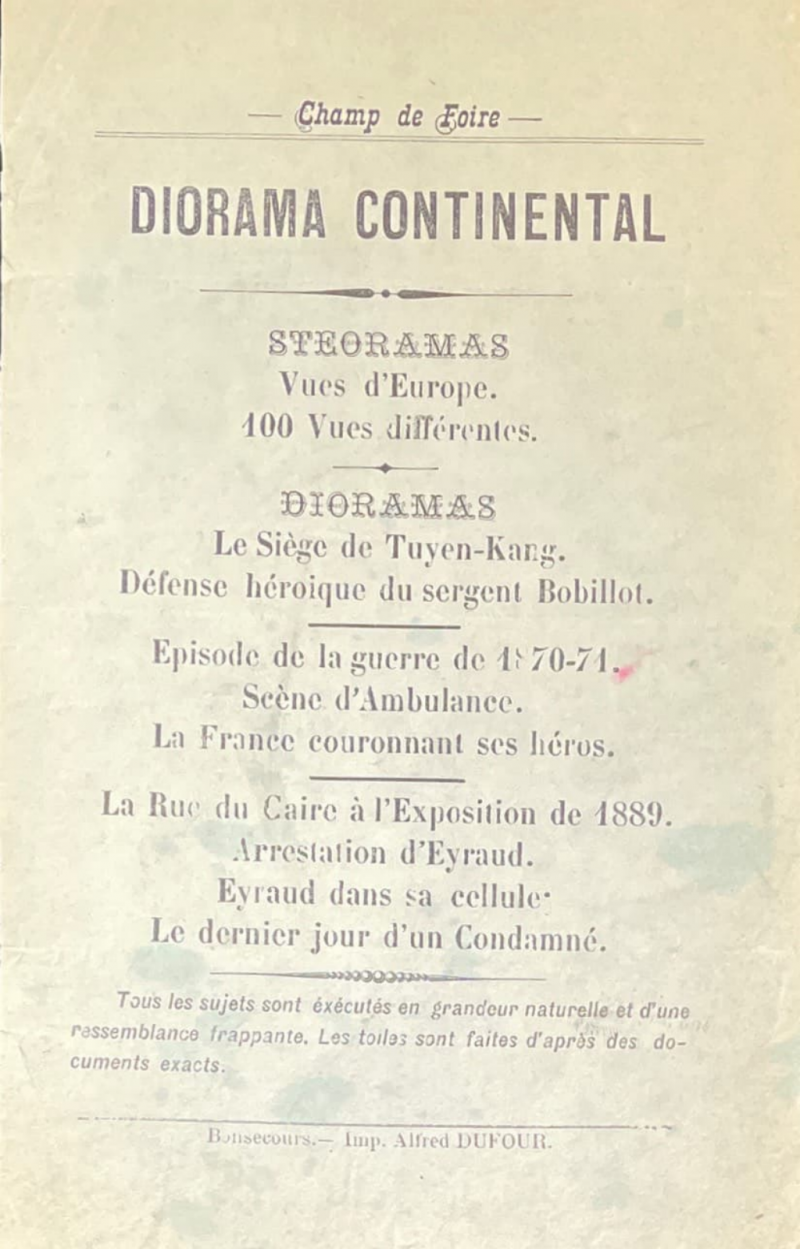 — Champ de Foire —
DIORAMA CONTINENTAL
STEORAMAS
Vues d'Europe.
100 Vues différentes.
DIORAMAS
Le Siège de Tuyen-Kang.
Défense héroique du sergent Bobillot.
Episode de la guerre de 1870-71.
Scène d'Ambulance.
La France couronnant ses héros.
La Rue du Caire à l'Exposition de 1889.
Arrestation d'Eyraud.
Eyraud dans sa cellule·
Le dernier jour d'un Condamné.
Tous les sujets sont éxécutés en grandeur naturelle et d'une
ressemblance frappante. Les toiles sont faites d'après des do-
cuments exacts.
Bonsecours.— Imp. Alfred DUFOUR.